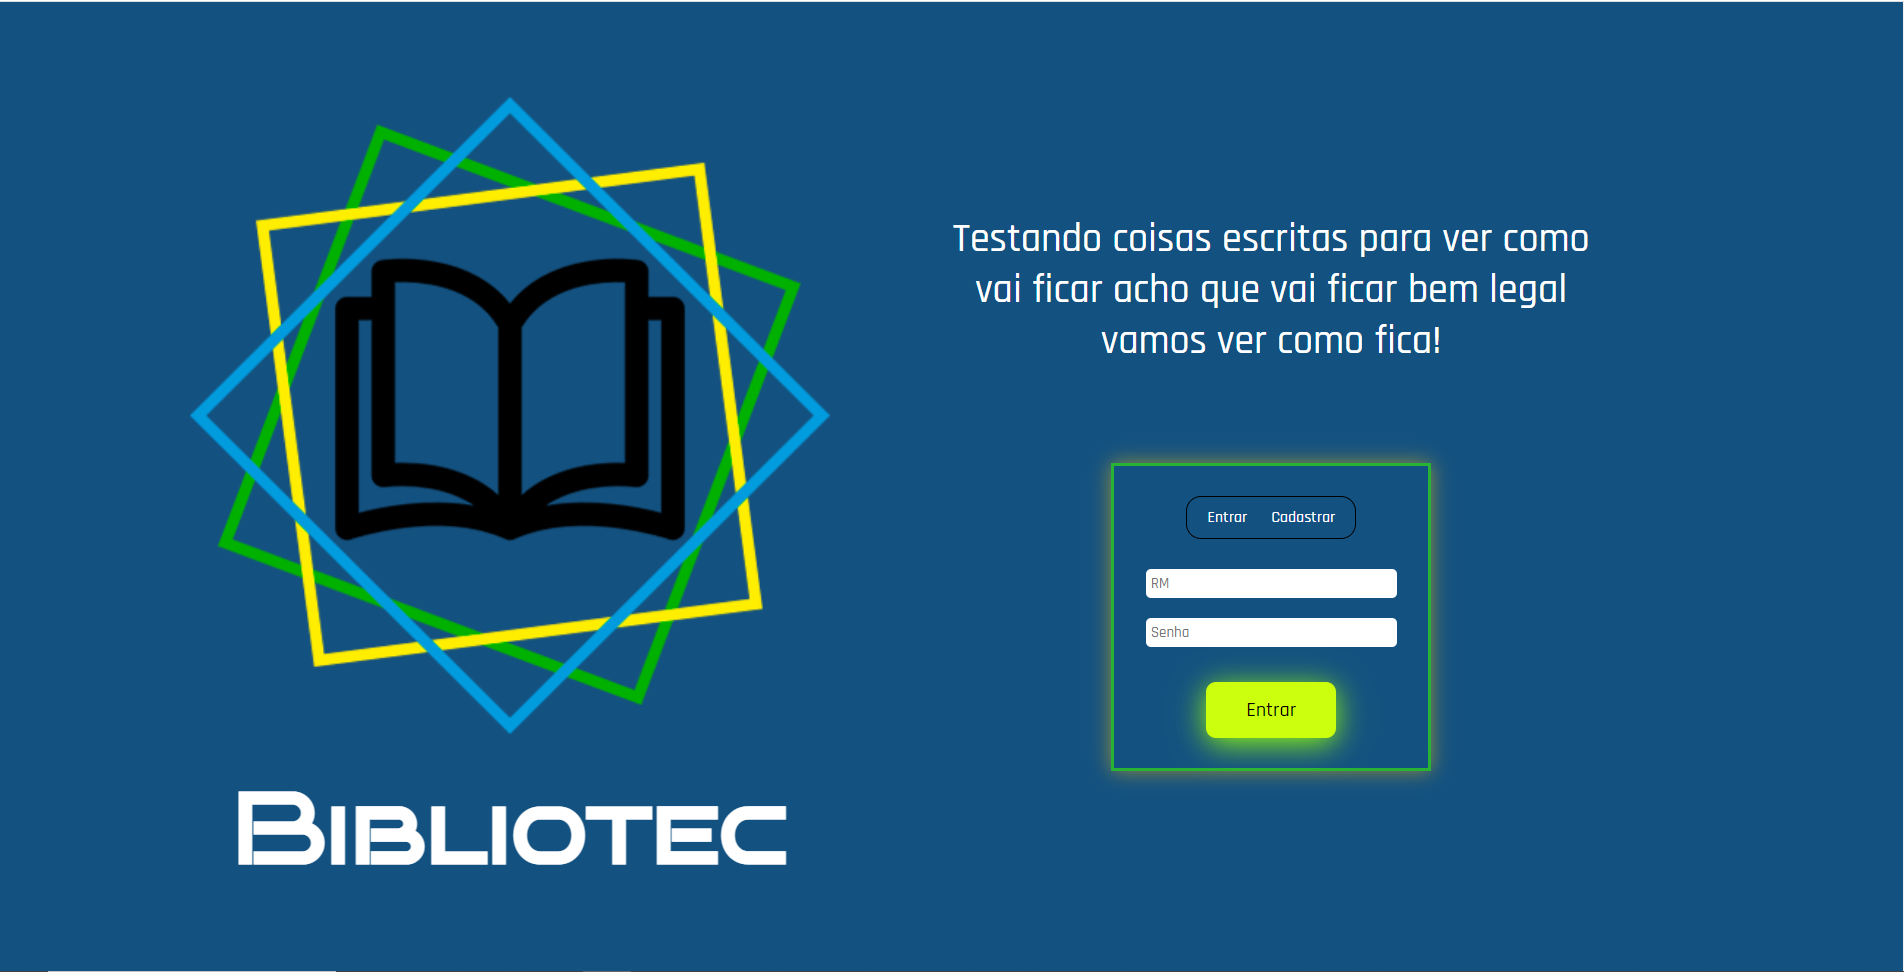 Testando coisas escritas para ver como
vai ficar acho que vai ficar bem legal
vamos ver como fica!
Entrar Cadastrar
RM
Senha
Entrar
BIBLIOTEC